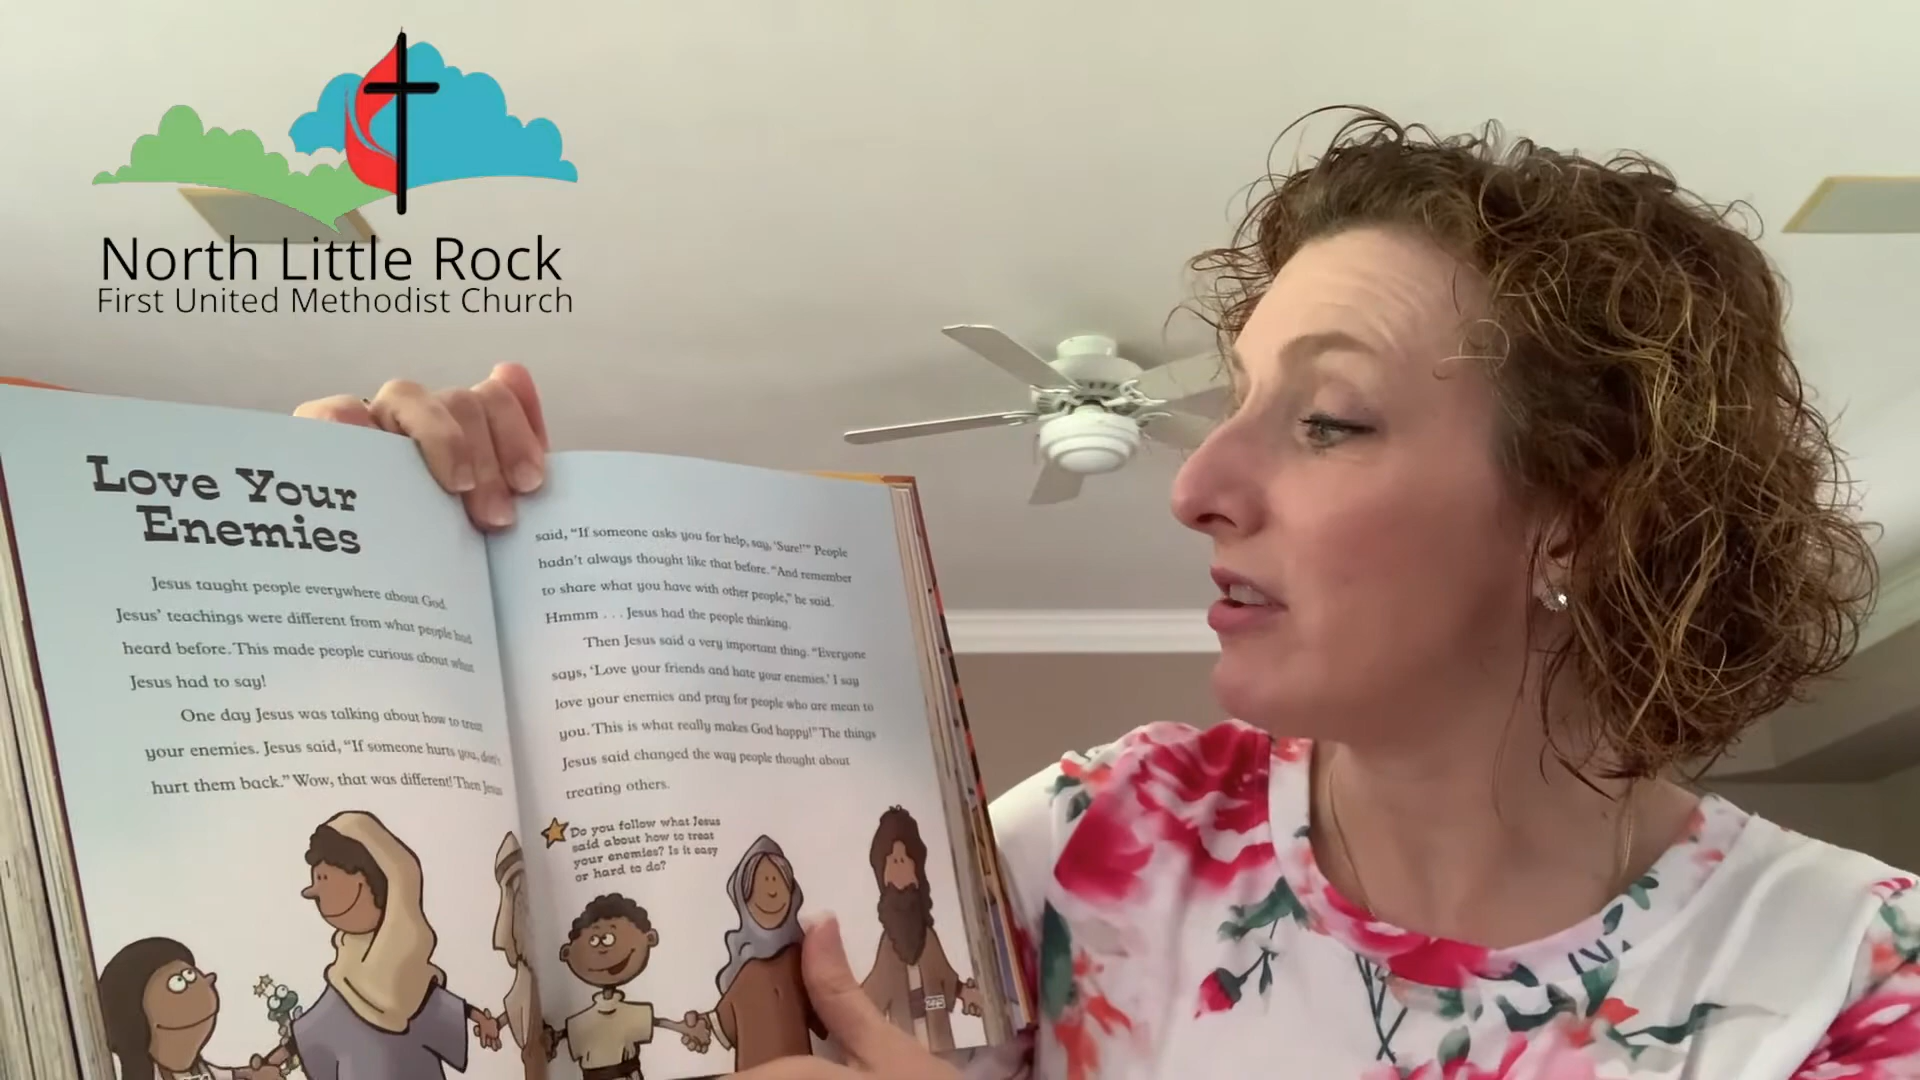 North Little Rock
First United Methodist Church
Love Your
Enemies
Jesus taught people everywhere about God.
Jesus' teachings were different from what people had
heard before. This made people curious about what
Jesus had to say!
One day Jesus was talking about how to treat
your enemies. Jesus said, "If someone hurts you, don't
hurt them back." Wow, that was different! Then Jesus
said, "If someone asks you for help, say, 'Sure!'" People
hadn't always thought like that before. "And remember
to share what you have with other people," he said.
Hmmm . . . Jesus had the people thinking.
Then Jesus said a very important thing. "Everyone
says, 'Love your friends and hate your enemies.' I say
love your enemies and pray for people who are mean to
you. This is what really makes God happy!" The things
Jesus said changed the way people thought about
treating others.
Do you follow what Jesus
said about how to treat
your enemies? Is it easy
or hard to do?